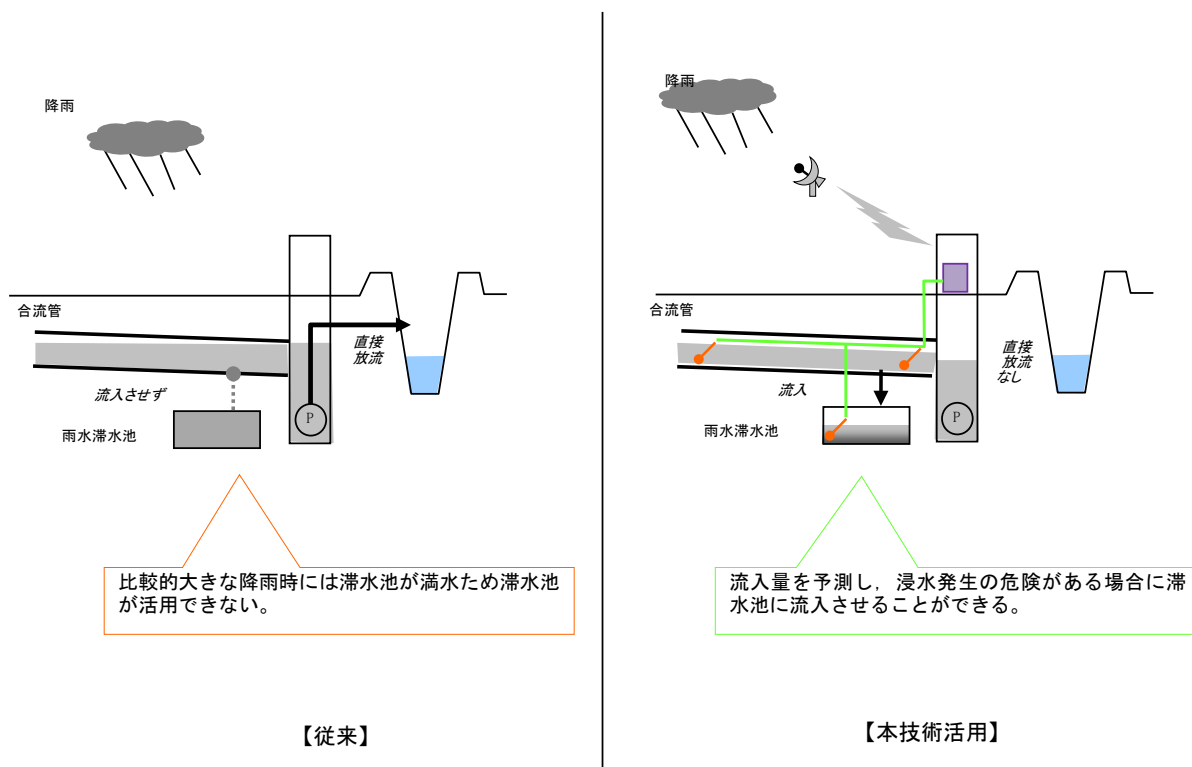 降雨
合流管
直接
放流
流入させず
P
雨水滞水池
比較的大きな降雨時には滞水池が満水ため滞水池
が活用できない。
【従来】
降雨
合流管
直接
放流
なし
流入
P
雨水滞水池
流入量を予測し，浸水発生の危険がある場合に滞
水池に流入させることができる。
【本技術活用】